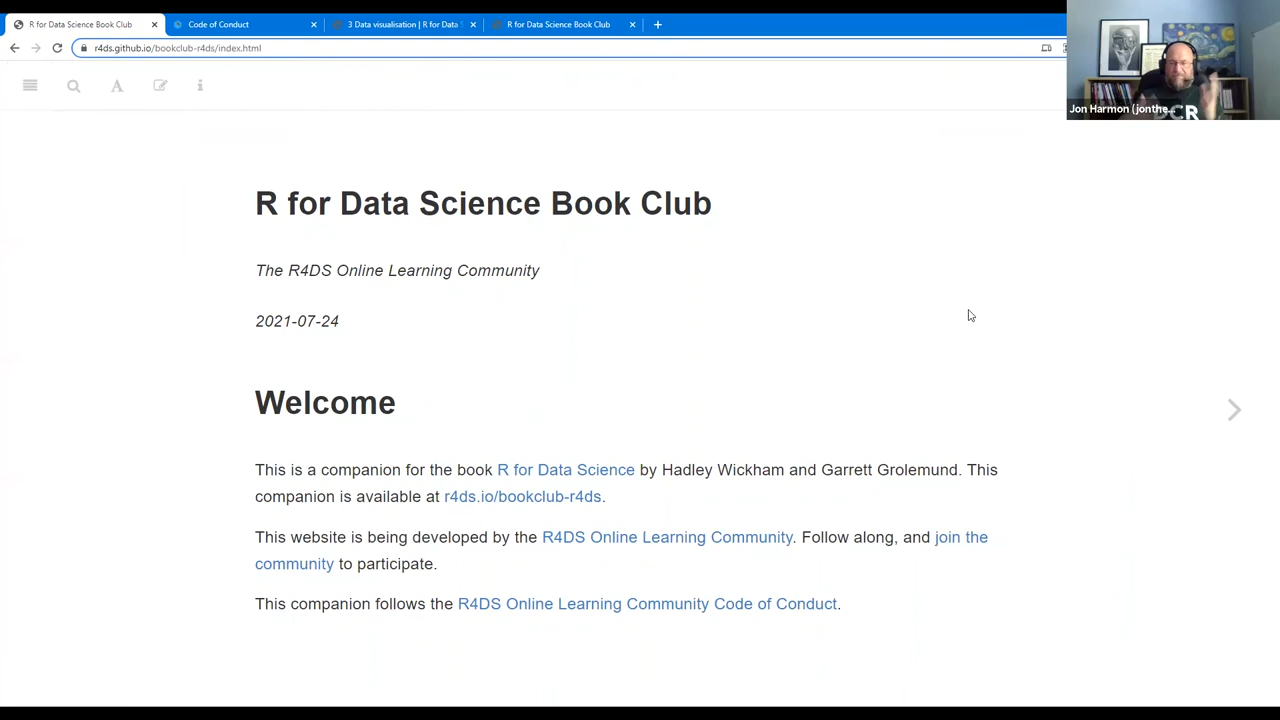 R for Data Science Book Club
Code of Conduct
3 Data visualisation | R for Data S
R for Data Science Book Club
r4ds.github.io/bookclub-r4ds/index.html
Jon Harmon (jonthe...
DCR
R for Data Science Book Club
The R4DS Online Learning Community
2021-07-24
Welcome
This is a companion for the book R for Data Science by Hadley Wickham and Garrett Grolemund. This
companion is available at r4ds.io/bookclub-r4ds.
This website is being developed by the R4DS Online Learning Community. Follow along, and join the
community to participate.
This companion follows the R4DS Online Learning Community Code of Conduct.